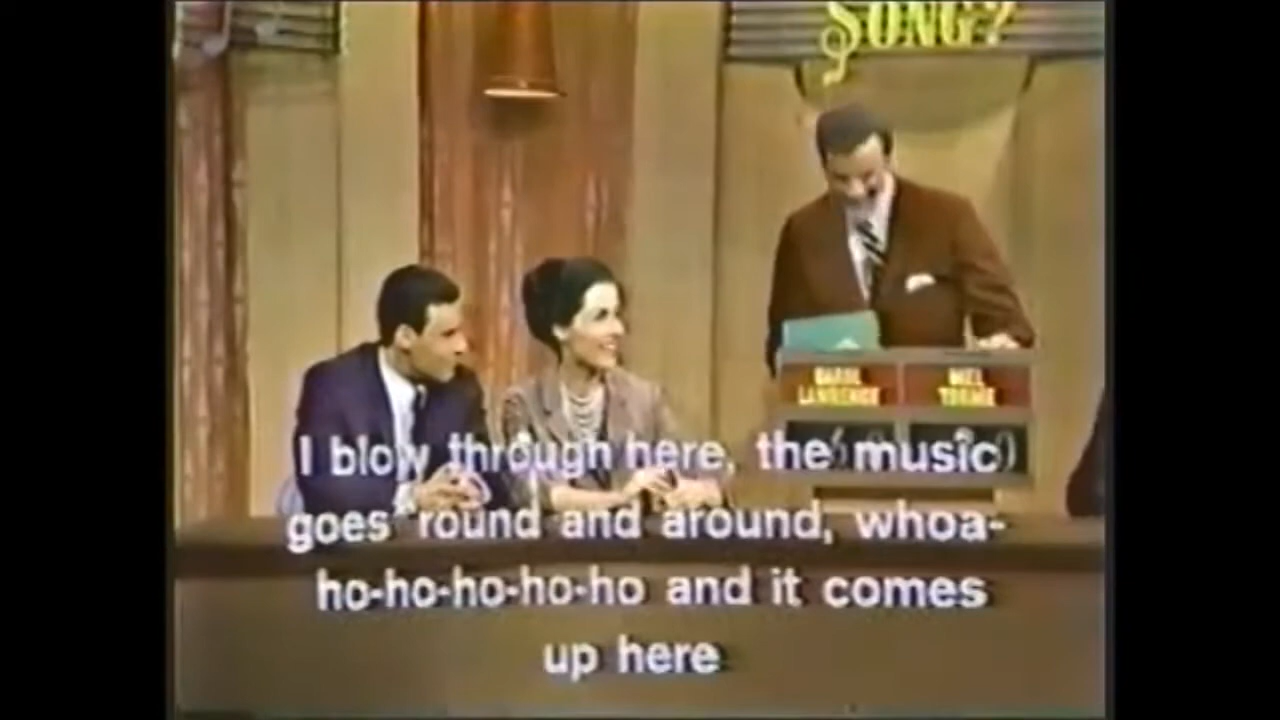 SONG?
CAROL MEL
LAWRENCE TORME
I blow through here, the music
goes 'round and around, whoa-
ho-ho-ho-ho-ho and it comes
up here